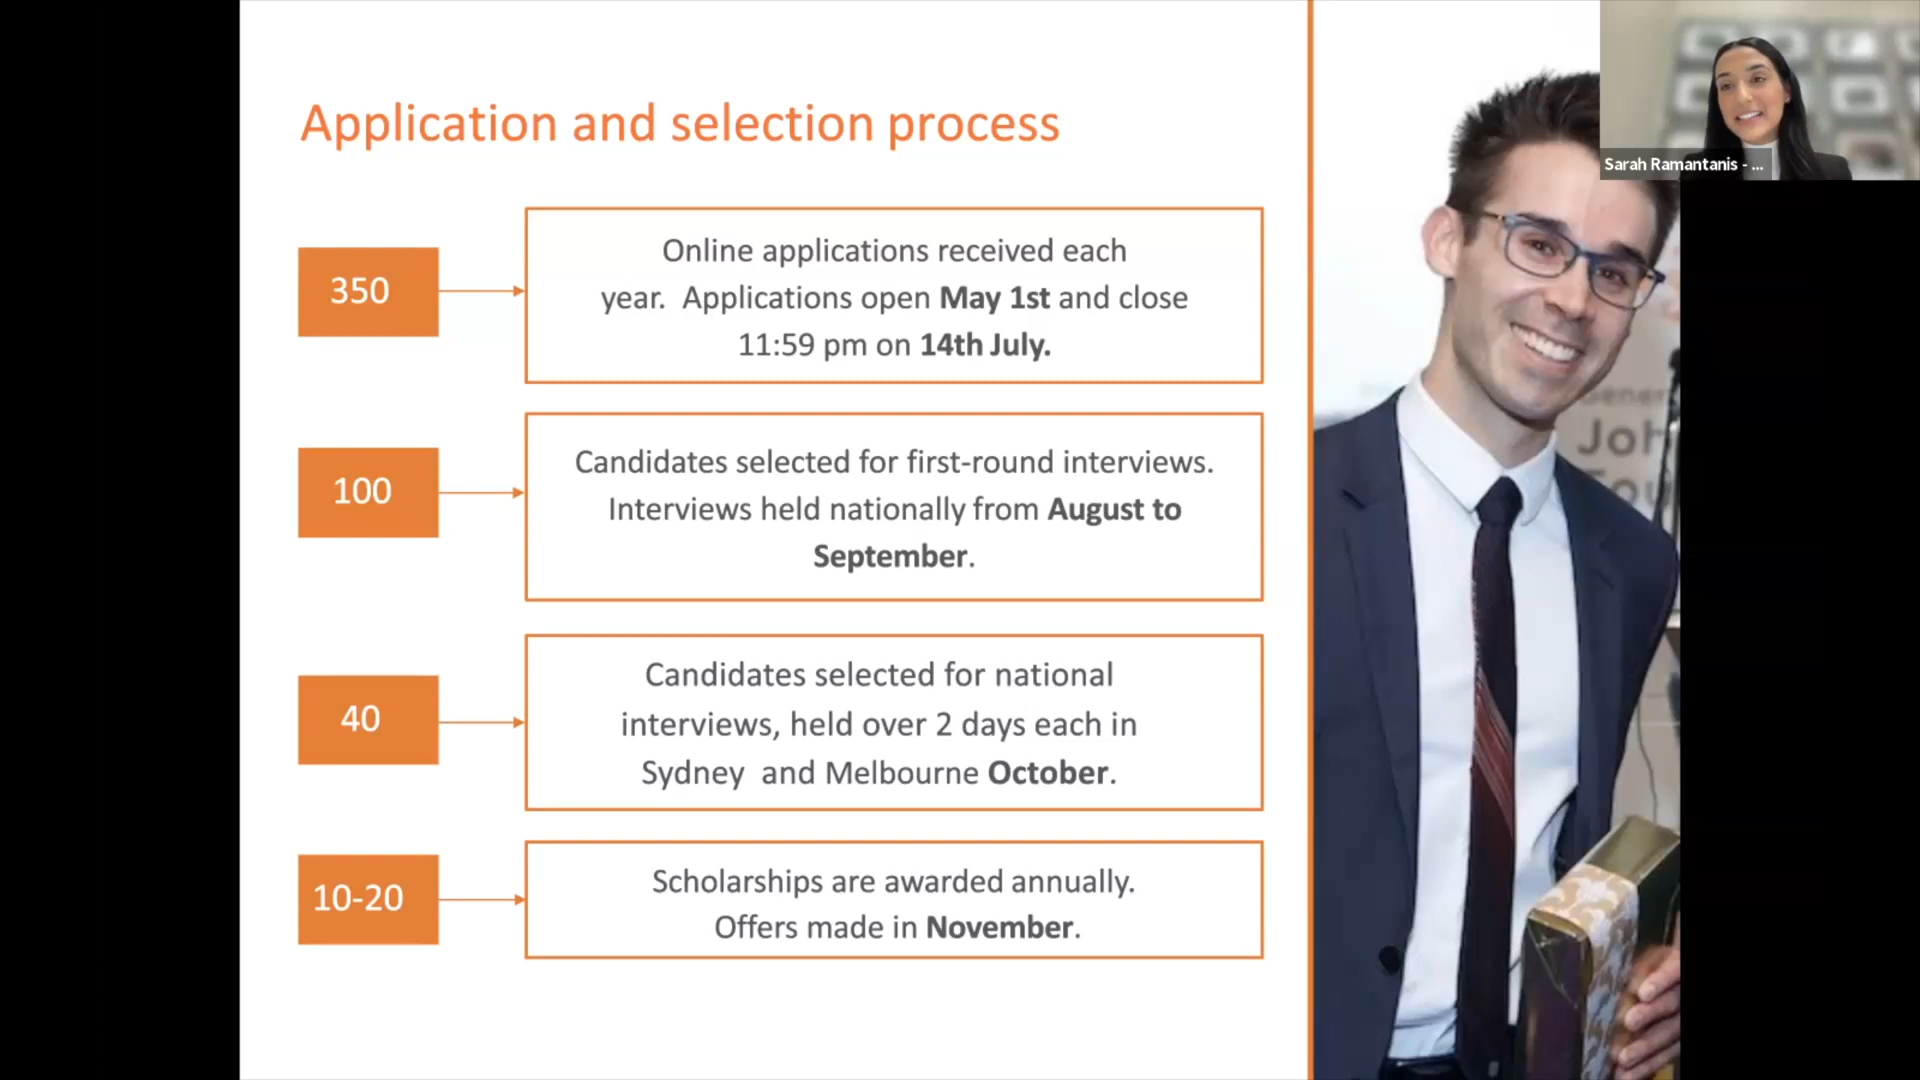 Application and selection process
350
Online applications received each
year.  Applications open May 1st and close
11:59 pm on 14th July.
100
Candidates selected for first-round interviews.
Interviews held nationally from August to
September.
40
Candidates selected for national
interviews, held over 2 days each in
Sydney  and Melbourne October.
10-20
Scholarships are awarded annually.
Offers made in November.
Sarah Ramantanis - ...